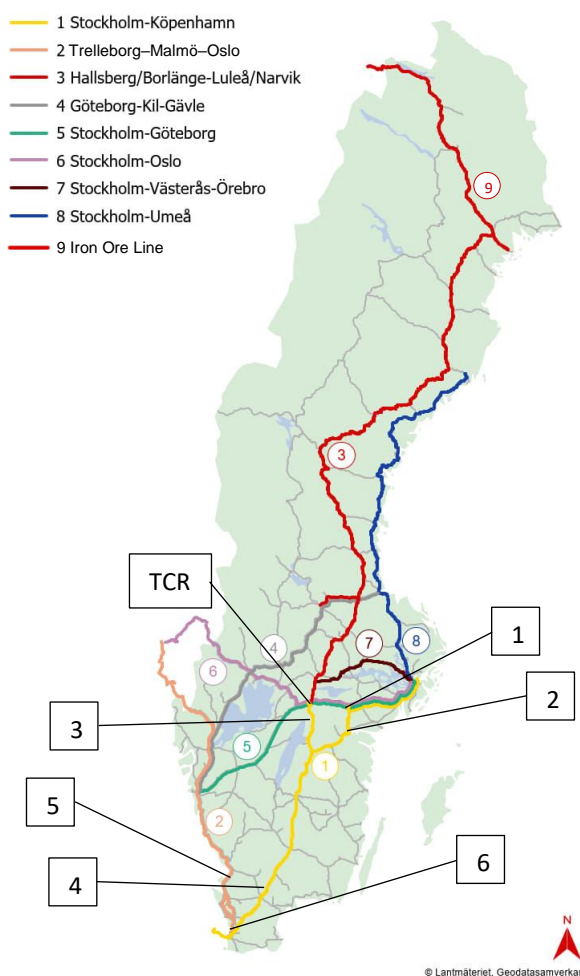 1 Stockholm-Köpenhamn
2 Trelleborg–Malmö–Oslo
3 Hallsberg/Borlänge-Luleå/Narvik
4 Göteborg-Kil-Gävle
5 Stockholm-Göteborg
6 Stockholm-Oslo
7 Stockholm-Västerås-Örebro
8 Stockholm-Umeå
9 Iron Ore Line
9
3
TCR
1
7
8
4
6
2
3
5
1
5
2
4
6
N
© Lantmäteriet. Geodatasamverkan